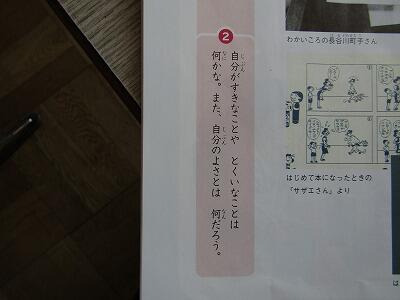 わかいころの長谷川町子さん
2
自分がすきなことや とくいなことは
何かな。また、自分のよさとは 何だろう。
はじめて本になったときの
「サザエさん」より
は